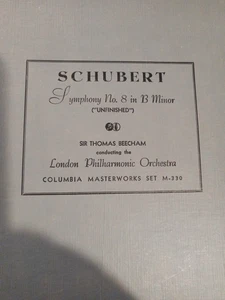 SCHUBERT
Symphony No. 8 in B Minor
("UNFINISHED")
SIR THOMAS BEECHAM
conducting the
London Philharmonic Orchestra
COLUMBIA MASTERWORKS SET M-330